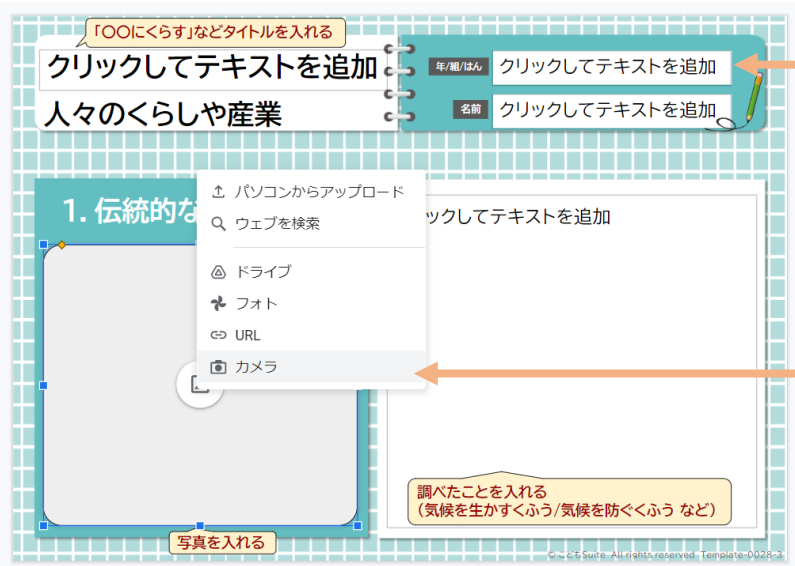 「〇〇にくらす」などタイトルを入れる
クリックしてテキストを追加
人々のくらしや産業
年/組/はん
クリックしてテキストを追加
名前
クリックしてテキストを追加
1. 伝統的な
パソコンからアップロード
ウェブを検索
ドライブ
フォト
URL
カメラ
ックしてテキストを追加
調べたことを入れる
(気候を生かすくふう/気候を防ぐくふう など)
写真を入れる
© こどもSuite All rights reserved Template-0028-3